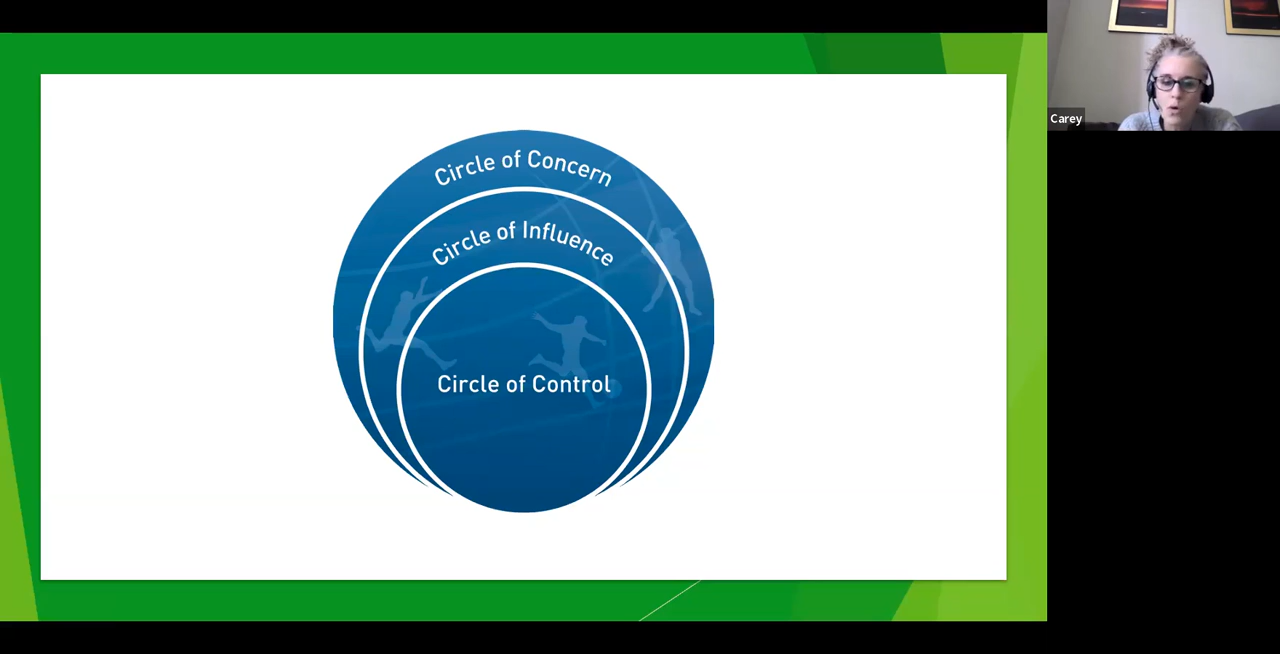 Circle of Concern
Circle of Influence
Circle of Control
Carey